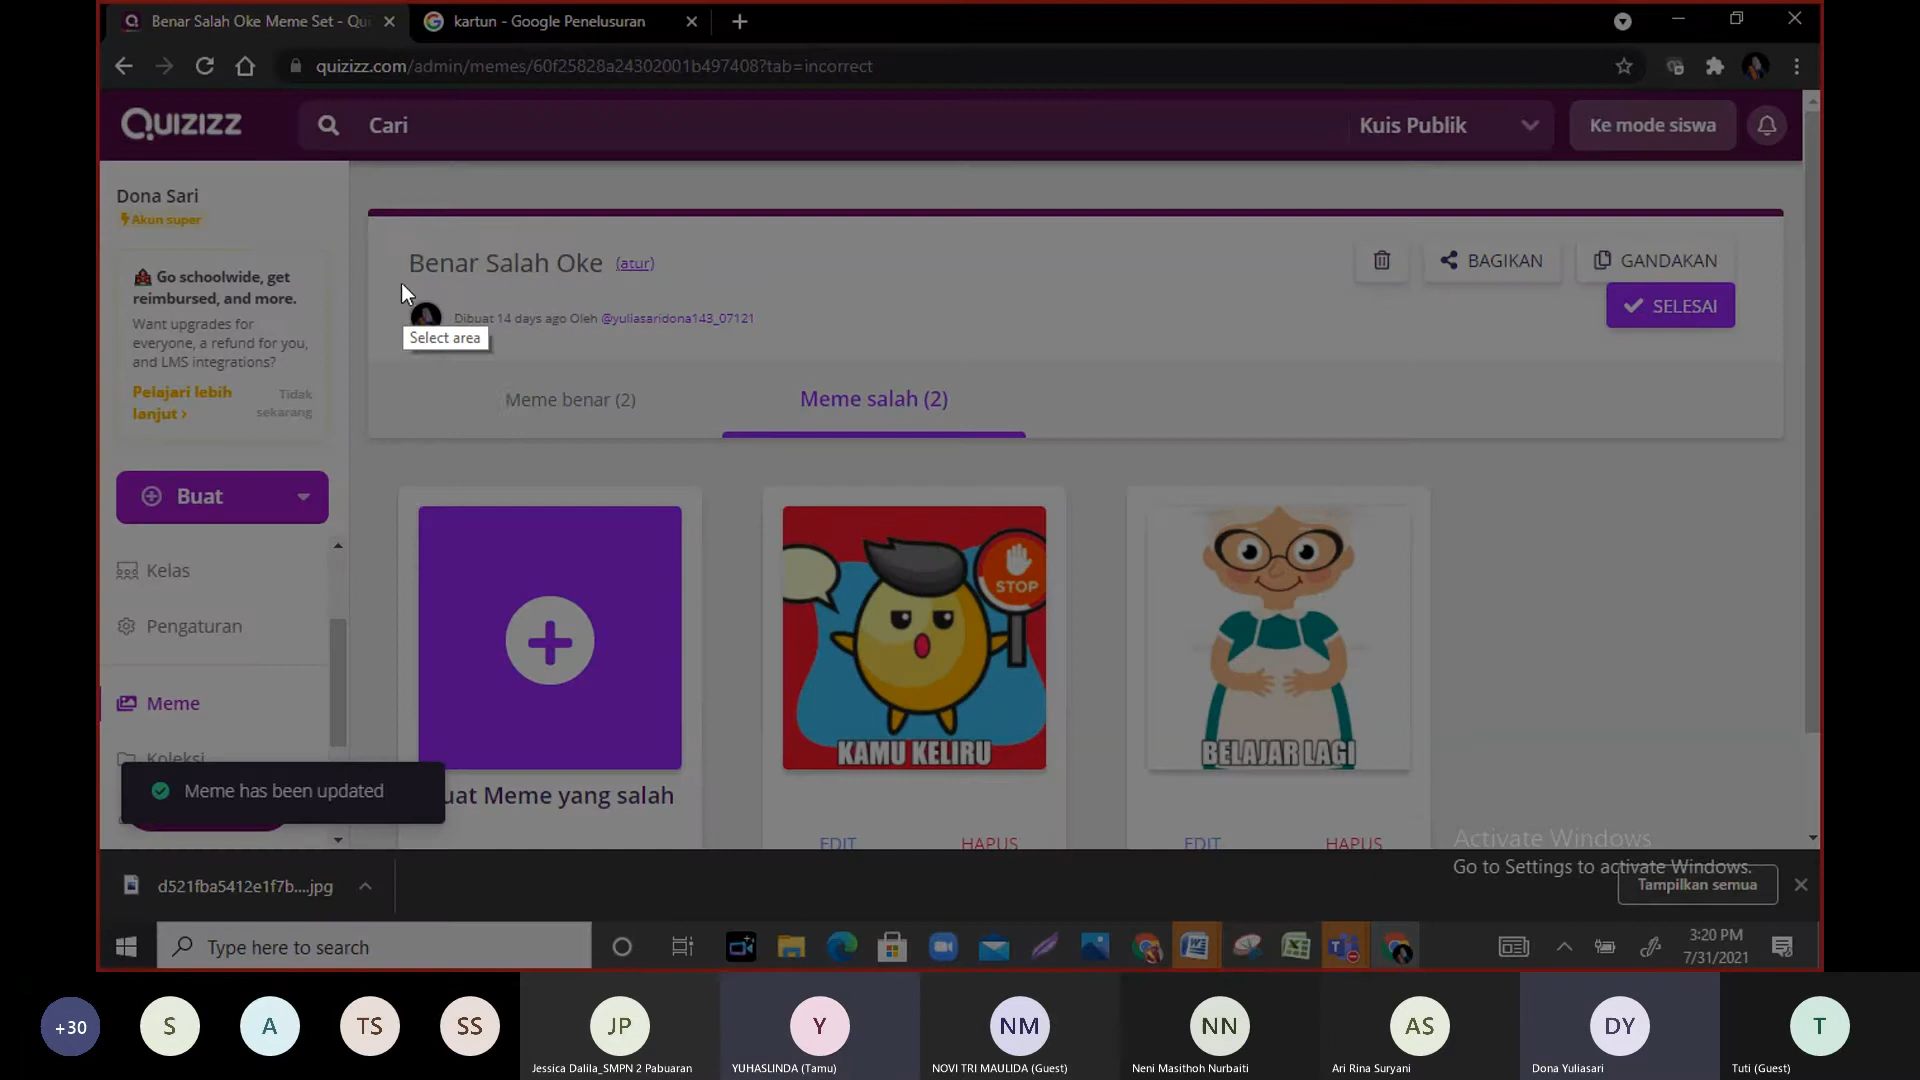 Benar Salah Oke Meme Set - Qui
kartun - Google Penelusuran
quizizz.com/admin/memes/60f25828a24302001b497408?tab=incorrect
Quizizz
Cari
Kuis Publik
Ke mode siswa
Dona Sari
Akun super
Go schoolwide, get
reimbursed, and more.
Want upgrades for
everyone, a refund for you,
and LMS integrations?
Pelajari lebih
lanjut ›
Tidak
sekarang
Buat
Kelas
Pengaturan
Meme
Koleksi
Meme has been updated
Benar Salah Oke (atur)
BAGIKAN
GANDAKAN
SELESAI
Dibuat 14 days ago Oleh @yuliasaridona143_07121
Select area
Meme benar (2)
Meme salah (2)
STOP
KAMU KELIRU
BELAJAR LAGI
uat Meme yang salah
EDIT
HAPUS
EDIT
HAPUS
Activate Windows
Go to Settings to activate Windows.
d521fba5412e1f7b....jpg
Tampilkan semua
Type here to search
3:20 PM
7/31/2021
+30
S
A
TS
SS
JP
Y
NM
NN
AS
DY
T
Jessica Dalila_SMPN 2 Pabuaran
YUHASLINDA (Tamu)
NOVI TRI MAULIDA (Guest)
Neni Masithoh Nurbaiti
Ari Rina Suryani
Dona Yuliasari
Tuti (Guest)